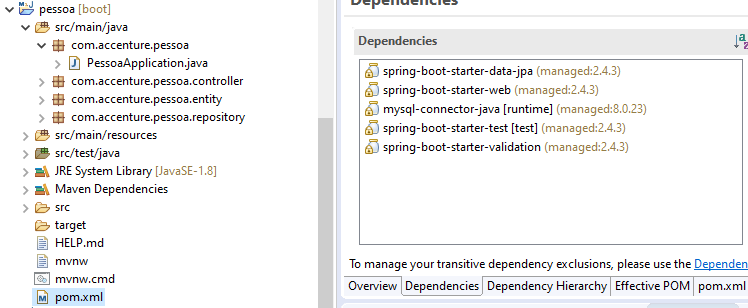 pessoa [boot]
src/main/java
com.accenture.pessoa
PessoaApplication.java
com.accenture.pessoa.controller
com.accenture.pessoa.entity
com.accenture.pessoa.repository
src/main/resources
src/test/java
JRE System Library [JavaSE-1.8]
Maven Dependencies
src
target
HELP.md
mvnw
mvnw.cmd
pom.xml
Dependencies
Dependencies
spring-boot-starter-data-jpa (managed:2.4.3)
spring-boot-starter-web (managed:2.4.3)
mysql-connector-java [runtime] (managed:8.0.23)
spring-boot-starter-test [test] (managed:2.4.3)
spring-boot-starter-validation (managed:2.4.3)
To manage your transitive dependency exclusions, please use the Dependen
Overview Dependencies Dependency Hierarchy Effective POM pom.xml